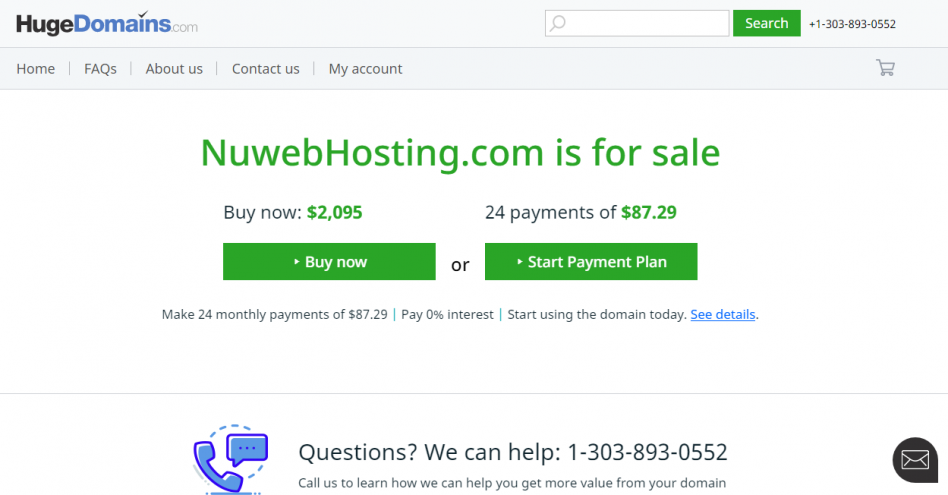 HugeDomains.com
Search
+1-303-893-0552
Home
FAQs
About us
Contact us
My account
NuwebHosting.com is for sale
Buy now: $2,095
24 payments of $87.29
Buy now
or
Start Payment Plan
Make 24 monthly payments of $87.29 | Pay 0% interest | Start using the domain today. See details.
Questions? We can help: 1-303-893-0552
Call us to learn how we can help you get more value from your domain